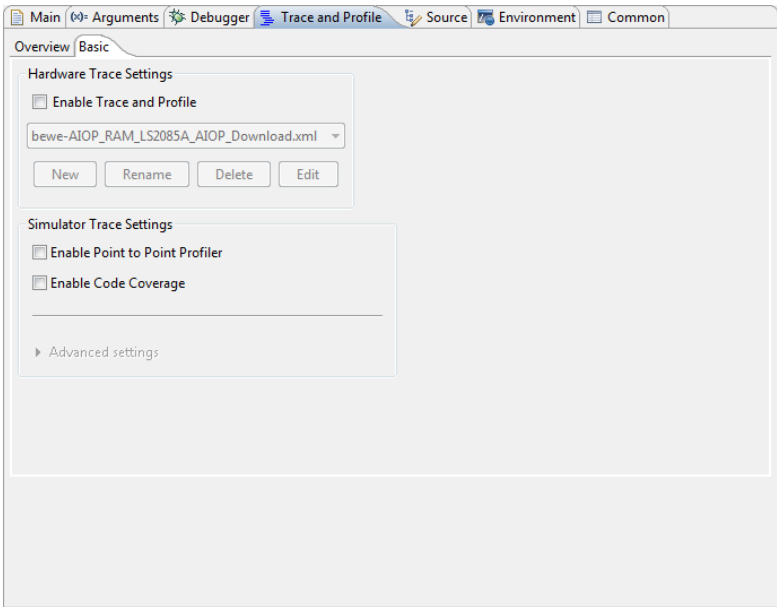 Main (x)= Arguments Debugger Trace and Profile Source Environment Common
Overview Basic
Hardware Trace Settings
Enable Trace and Profile
bewe-AIOP_RAM_LS2085A_AIOP_Download.xml
New Rename Delete Edit
Simulator Trace Settings
Enable Point to Point Profiler
Enable Code Coverage
Advanced settings